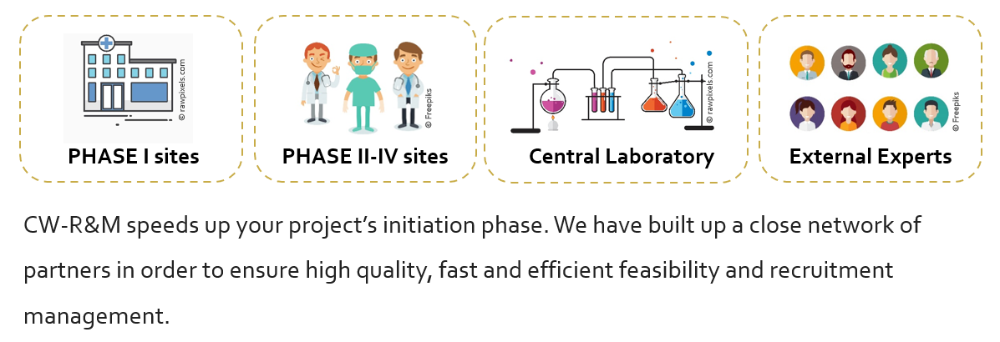 © rawpixels.com
PHASE I sites
© Freepiks
PHASE II-IV sites
© rawpixels.com
Central Laboratory
© Freepiks
External Experts
CW-R&M speeds up your project’s initiation phase. We have built up a close network of
partners in order to ensure high quality, fast and efficient feasibility and recruitment
management.